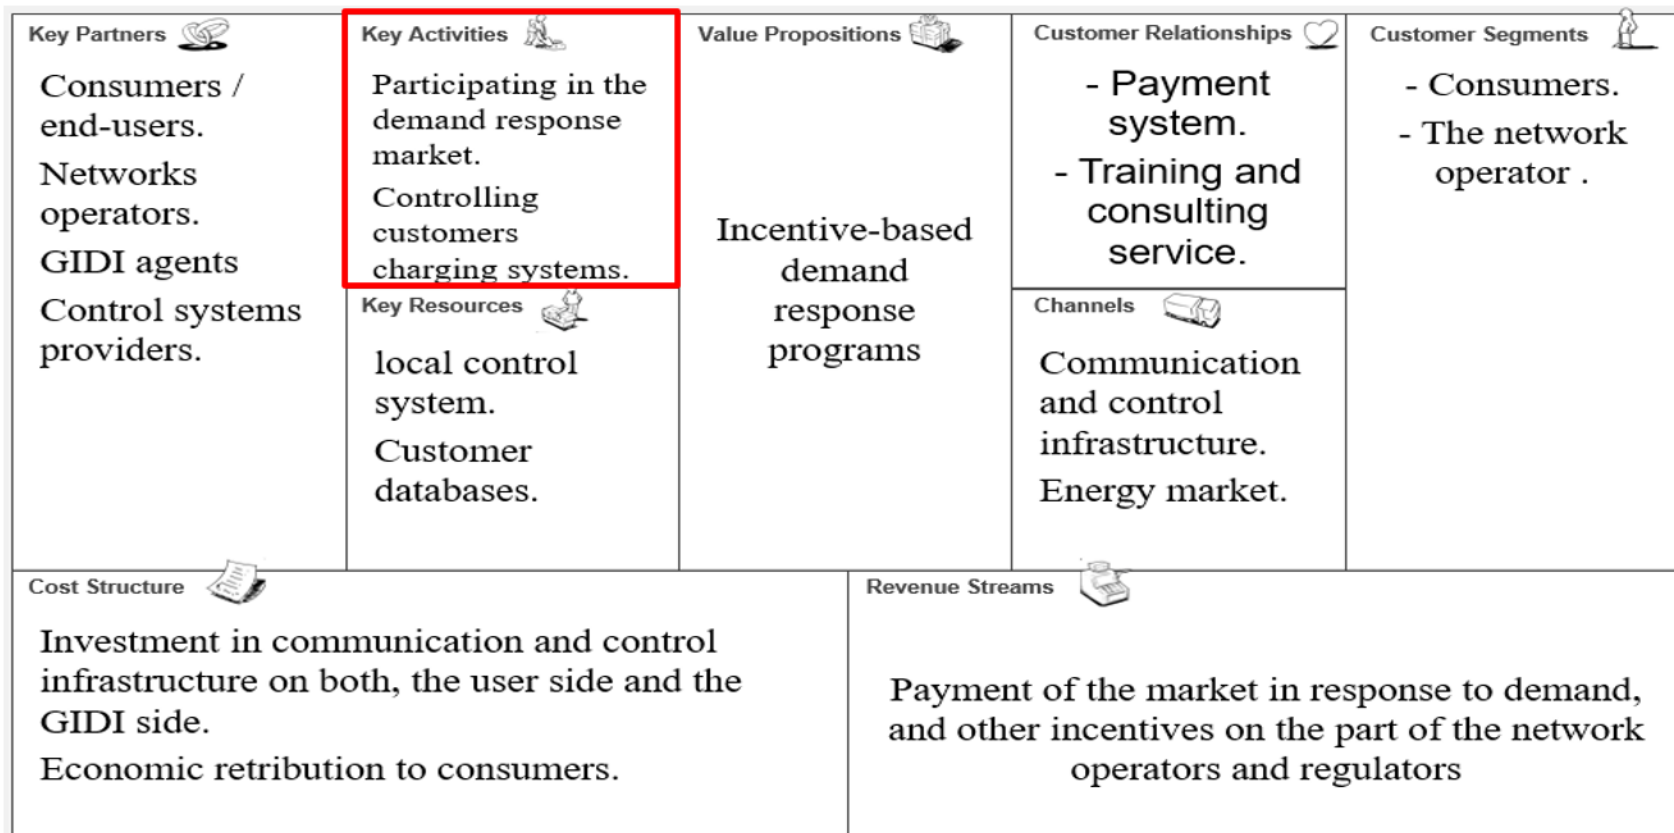 Key Partners
Consumers /
end-users.
Networks
operators.
GIDI agents
Control systems
providers.
Key Activities
Participating in the
demand response
market.
Controlling
customers
charging systems.
Key Resources
local control
system.
Customer
databases.
Value Propositions
Incentive-based
demand
response
programs
Customer Relationships
- Payment
system.
- Training and
consulting
service.
Channels
Communication
and control
infrastructure.
Energy market.
Customer Segments
- Consumers.
- The network
operator .
Cost Structure
Investment in communication and control
infrastructure on both, the user side and the
GIDI side.
Economic retribution to consumers.
Revenue Streams
Payment of the market in response to demand,
and other incentives on the part of the network
operators and regulators